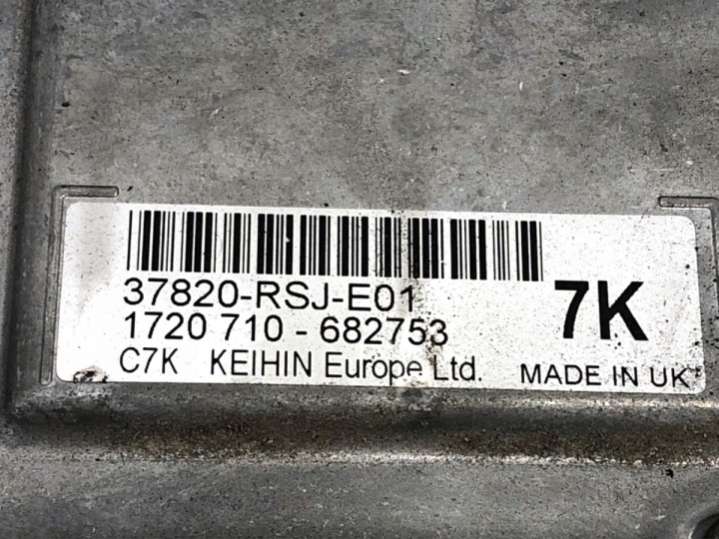 37820-RSJ-E01
1720 710 - 682753
7K
C7K KEIHIN Europe Ltd. MADE IN UK